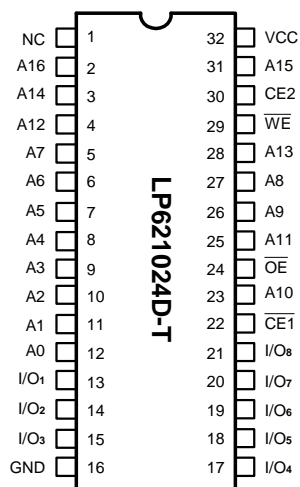 NC 1 32 VCC
A16 2 31 A15
A14 3 30 CE2
A12 4 29 W̅E̅
A7 5 28 A13
A6 6 27 A8
A5 7 26 A9
A4 8 25 A11
A3 9 24 O̅E̅
A2 10 23 A10
A1 11 22 C̅E̅1̅
A0 12 21 I/O₈
I/O₁ 13 20 I/O₇
I/O₂ 14 19 I/O₆
I/O₃ 15 18 I/O₅
GND 16 17 I/O₄
LP621024D-T